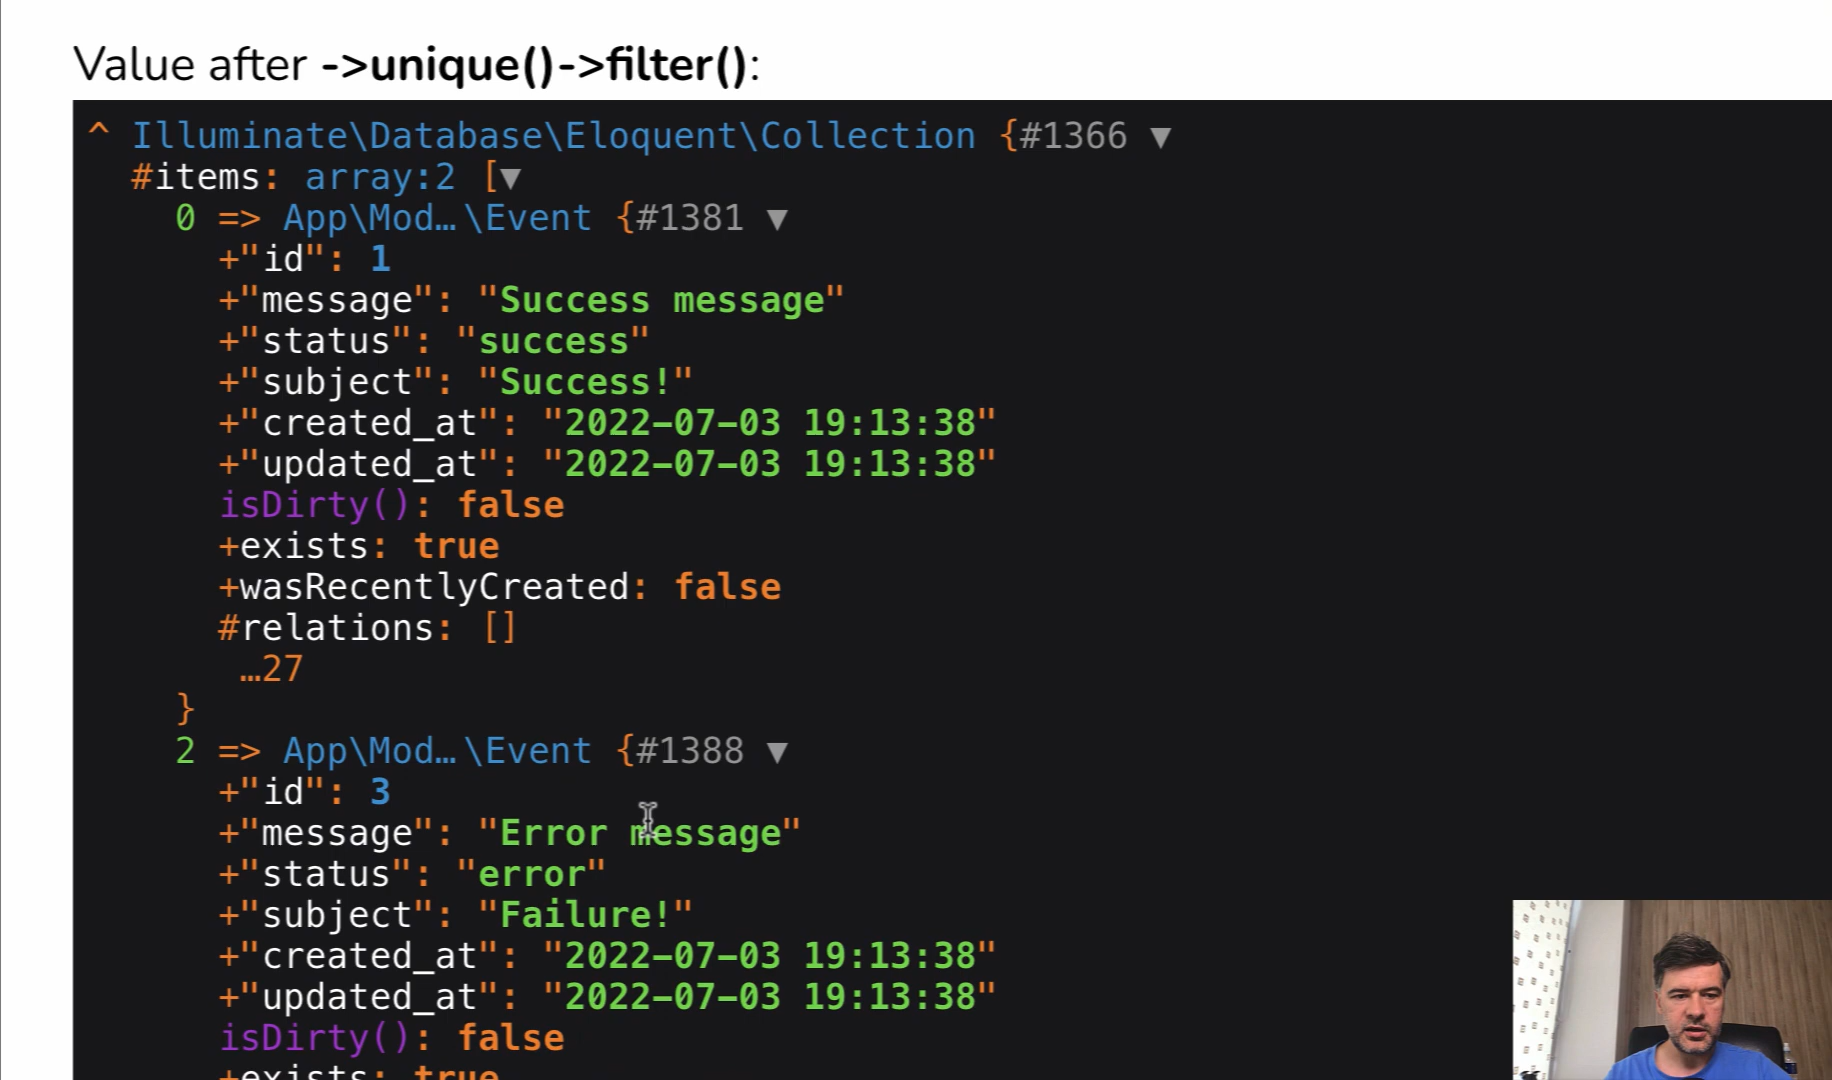 Value after ->unique()->filter():
^ Illuminate\Database\Eloquent\Collection {#1366 ▼
#items: array:2 [▼
0 => App\Mod…\Event {#1381 ▼
+"id": 1
+"message": "Success message"
+"status": "success"
+"subject": "Success!"
+"created_at": "2022-07-03 19:13:38"
+"updated_at": "2022-07-03 19:13:38"
isDirty(): false
+exists: true
+wasRecentlyCreated: false
#relations: []
…27
}
2 => App\Mod…\Event {#1388 ▼
+"id": 3
+"message": "Error message"
+"status": "error"
+"subject": "Failure!"
+"created_at": "2022-07-03 19:13:38"
+"updated_at": "2022-07-03 19:13:38"
isDirty(): false
+exists: true